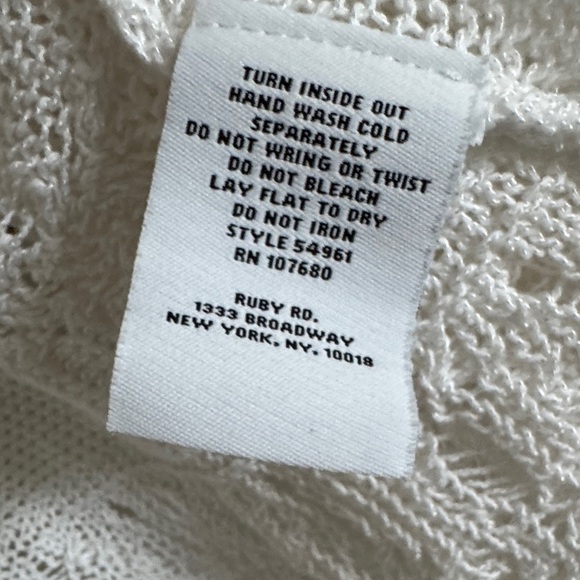 TURN INSIDE OUT
HAND WASH COLD
SEPARATELY
DO NOT WRING OR TWIST
DO NOT BLEACH
LAY FLAT TO DRY
DO NOT IRON
STYLE 54961
RN 107680
RUBY RD.
1333 BROADWAY
NEW YORK, NY. 10018